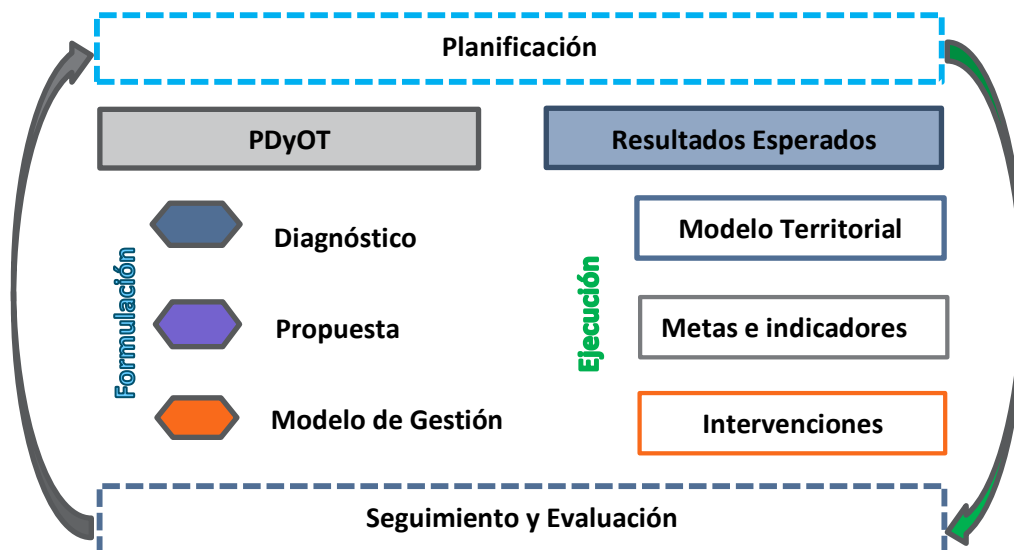 Planificación
PDyOT
Resultados Esperados
Formulación
Diagnóstico
Propuesta
Modelo de Gestión
Ejecución
Modelo Territorial
Metas e indicadores
Intervenciones
Seguimiento y Evaluación